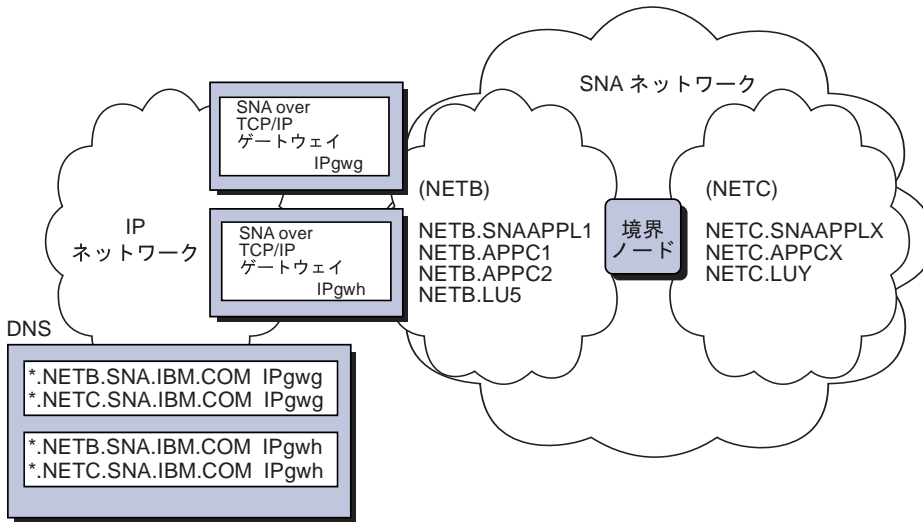 SNA ネットワーク
SNA over
TCP/IP
ゲートウェイ
IPgwg
IP
ネットワーク
SNA over
TCP/IP
ゲートウェイ
IPgwh
(NETB)
NETB.SNAAPPL1
NETB.APPC1
NETB.APPC2
NETB.LU5
境界
ノード
(NETC)
NETC.SNAAPPLX
NETC.APPCX
NETC.LUY
DNS
*.NETB.SNA.IBM.COM IPgwg
*.NETC.SNA.IBM.COM IPgwg
*.NETB.SNA.IBM.COM IPgwh
*.NETC.SNA.IBM.COM IPgwh